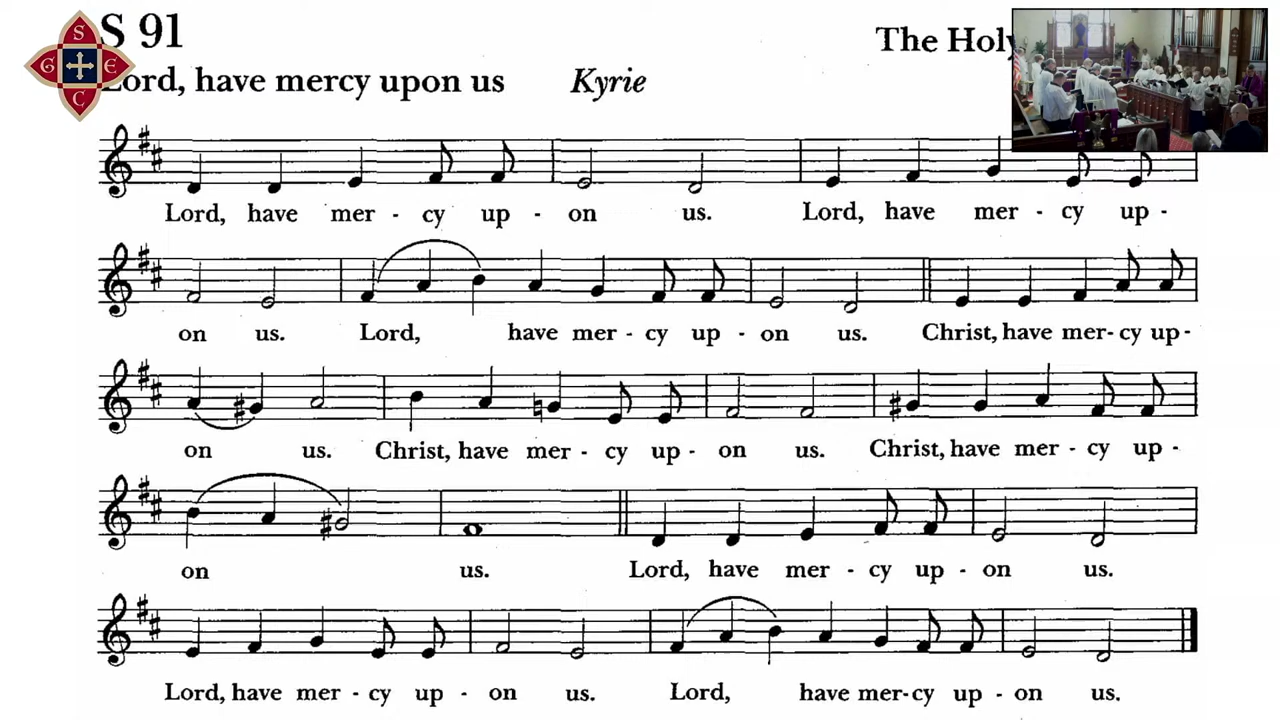 S 91
The Holy
Lord, have mercy upon us Kyrie
S
G E
C
Lord, have mer - cy up - on us. Lord, have mer - cy up -
on us. Lord, have mer - cy up - on us. Christ, have mer- cy up-
on us. Christ, have mer - cy up - on us. Christ, have mer - cy up -
on us. Lord, have mer - cy up - on us.
Lord, have mer - cy up - on us. Lord, have mer-cy up - on us.